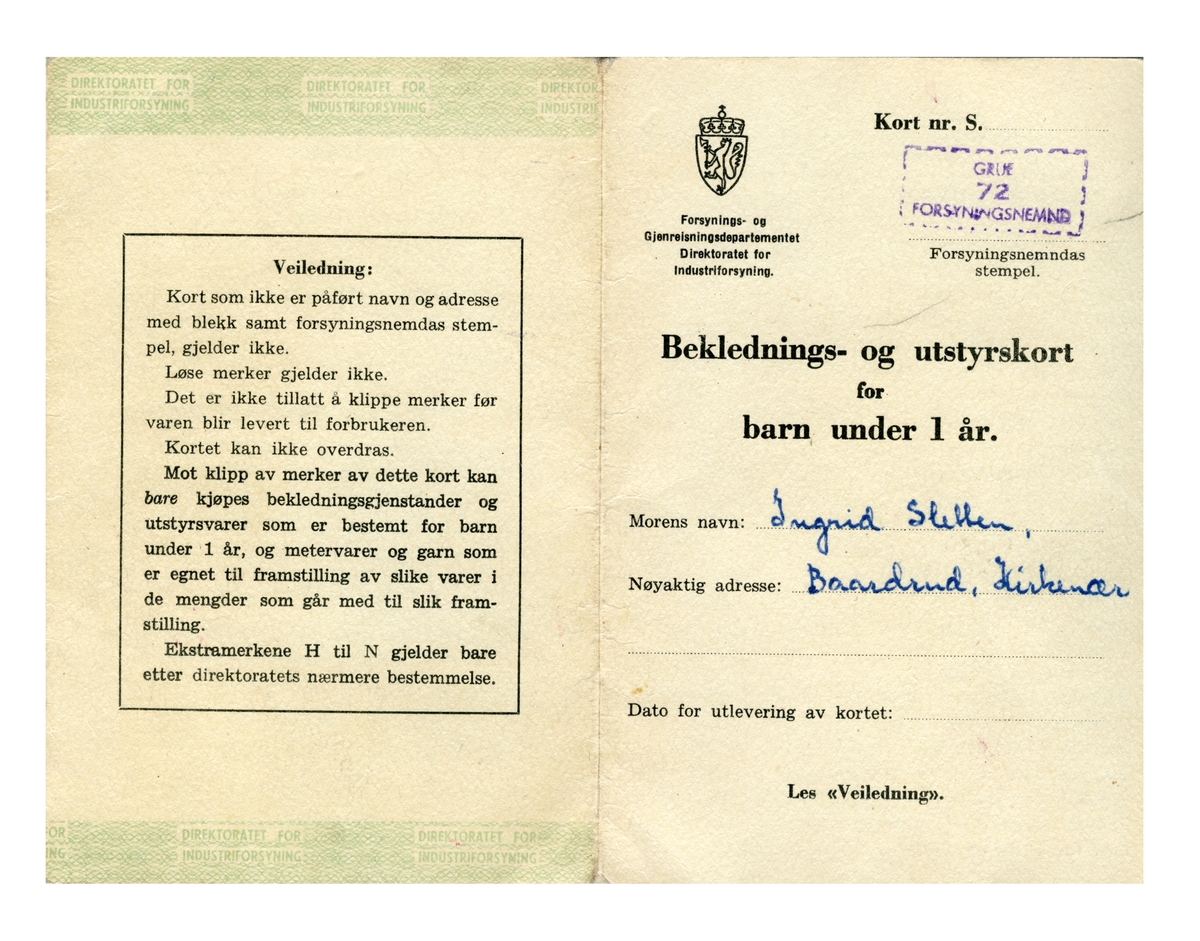 DIREKTORATET FOR
INDUSTRIFORSYNING
DIREKTORATET FOR
INDUSTRIFORSYNING
DIREKTOR
INDUSTRIF
Veiledning:
Kort som ikke er påført navn og adresse
med blekk samt forsyningsnemdas stem-
pel, gjelder ikke.
Løse merker gjelder ikke.
Det er ikke tillatt å klippe merker før
varen blir levert til forbrukeren.
Kortet kan ikke overdras.
Mot klipp av merker av dette kort kan
bare kjøpes bekledningsgjenstander og
utstyrsvarer som er bestemt for barn
under 1 år, og metervarer og garn som
er egnet til framstilling av slike varer i
de mengder som går med til slik fram-
stilling.
Ekstramerkene H til N gjelder bare
etter direktoratets nærmere bestemmelse.
OR
NG
DIREKTORATET FOR
INDUSTRIFORSYNING
DIREKTORATET FOR
INDUSTRIFORSYNING
Forsynings- og
Gjenreisningsdepartementet
Direktoratet for
Industriforsyning.
Kort nr. S.
GRUE
72
FORSYNINGSNEMND
Forsyningsnemndas
stempel.
Beklednings- og utstyrskort
for
barn under 1 år.
Morens navn: Ingrid Sletten,
Nøyaktig adresse: Baardrud, Kirkenær
Dato for utlevering av kortet:
Les «Veiledning».